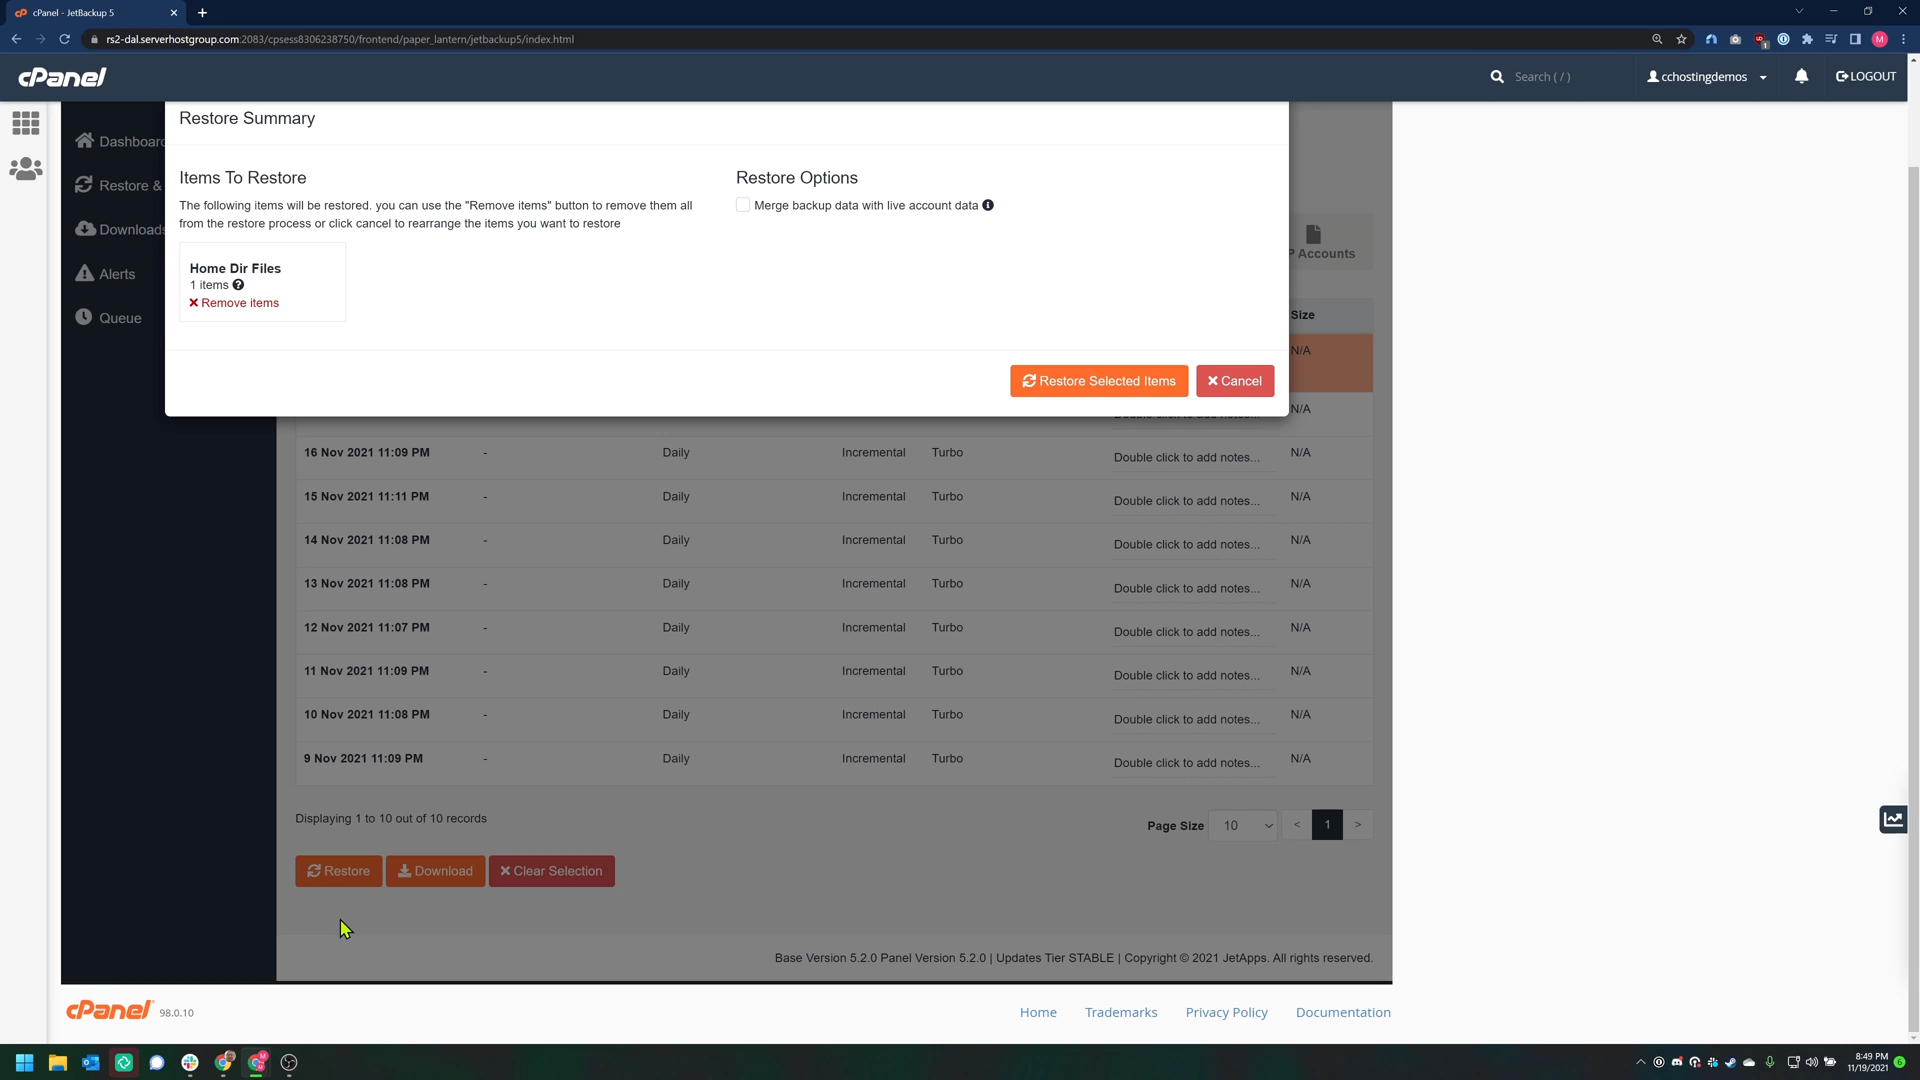 cPanel - JetBackup 5
rs2-dal.serverhostgroup.com:2083/cpsess8306238750/frontend/paper_lantern/jetbackup5/index.html
cPanel
Search ( / )
cchostingdemos
LOGOUT
Restore Summary
Dashboard
Items To Restore
Restore Options
Restore &
The following items will be restored. you can use the "Remove items" button to remove them all
from the restore process or click cancel to rearrange the items you want to restore
Merge backup data with live account data
Downloads
Accounts
Home Dir Files
1 items
Remove items
Alerts
Queue
Size
N/A
Restore Selected Items
Cancel
N/A
16 Nov 2021 11:09 PM - Daily Incremental Turbo Double click to add notes... N/A
15 Nov 2021 11:11 PM - Daily Incremental Turbo Double click to add notes... N/A
14 Nov 2021 11:08 PM - Daily Incremental Turbo Double click to add notes... N/A
13 Nov 2021 11:08 PM - Daily Incremental Turbo Double click to add notes... N/A
12 Nov 2021 11:07 PM - Daily Incremental Turbo Double click to add notes... N/A
11 Nov 2021 11:09 PM - Daily Incremental Turbo Double click to add notes... N/A
10 Nov 2021 11:08 PM - Daily Incremental Turbo Double click to add notes... N/A
9 Nov 2021 11:09 PM - Daily Incremental Turbo Double click to add notes... N/A
Displaying 1 to 10 out of 10 records
Page Size 10 < 1 >
Restore
Download
Clear Selection
Base Version 5.2.0 Panel Version 5.2.0 | Updates Tier STABLE | Copyright © 2021 JetApps. All rights reserved.
cPanel 98.0.10
Home Trademarks Privacy Policy Documentation
8:49 PM
11/19/2021